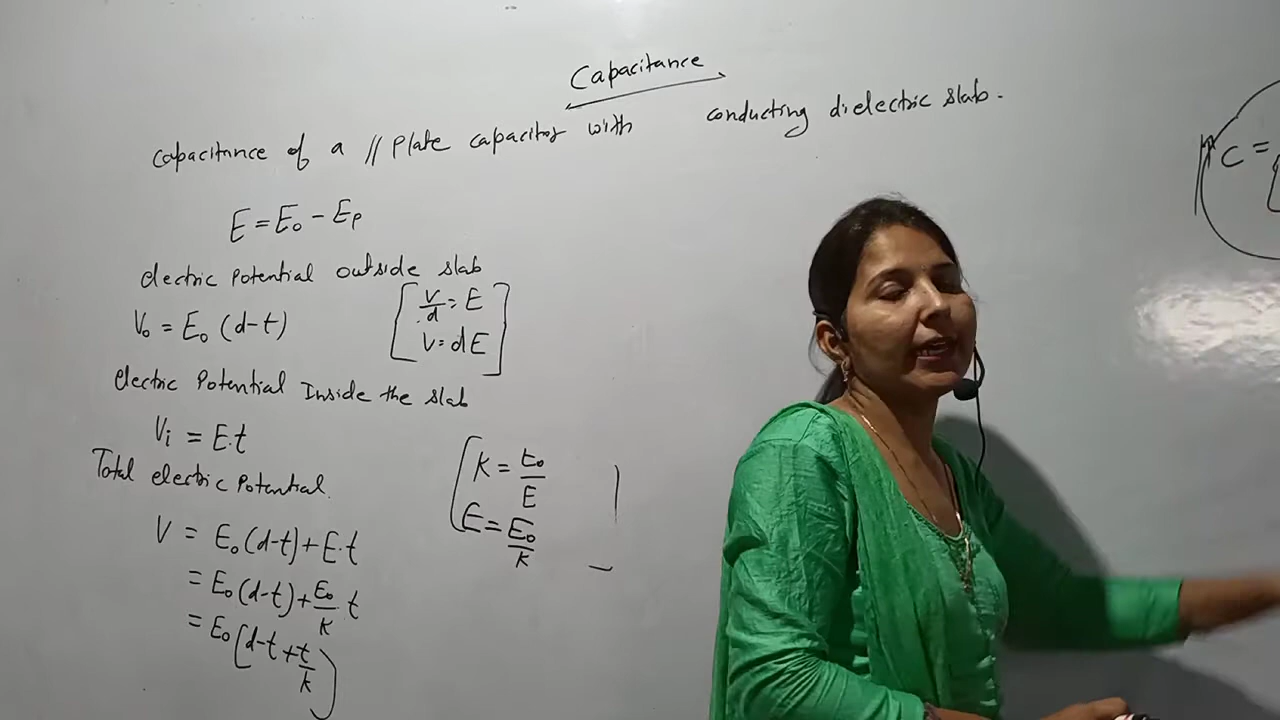 Capacitance
Capacitance of a // plate capacitor with conducting dielectric slab.
E = E₀ - Eₚ
electric potential outside slab
V₀ = E₀ (d-t)
[V/d = E
V = dE]
electric Potential Inside the slab
Vᵢ = E.t
Total electric Potential.
[K = E₀/E
E = E₀/K]
V = E₀(d-t) + E.t
= E₀(d-t) + E₀/K . t
= E₀[d-t + t/K)
C =